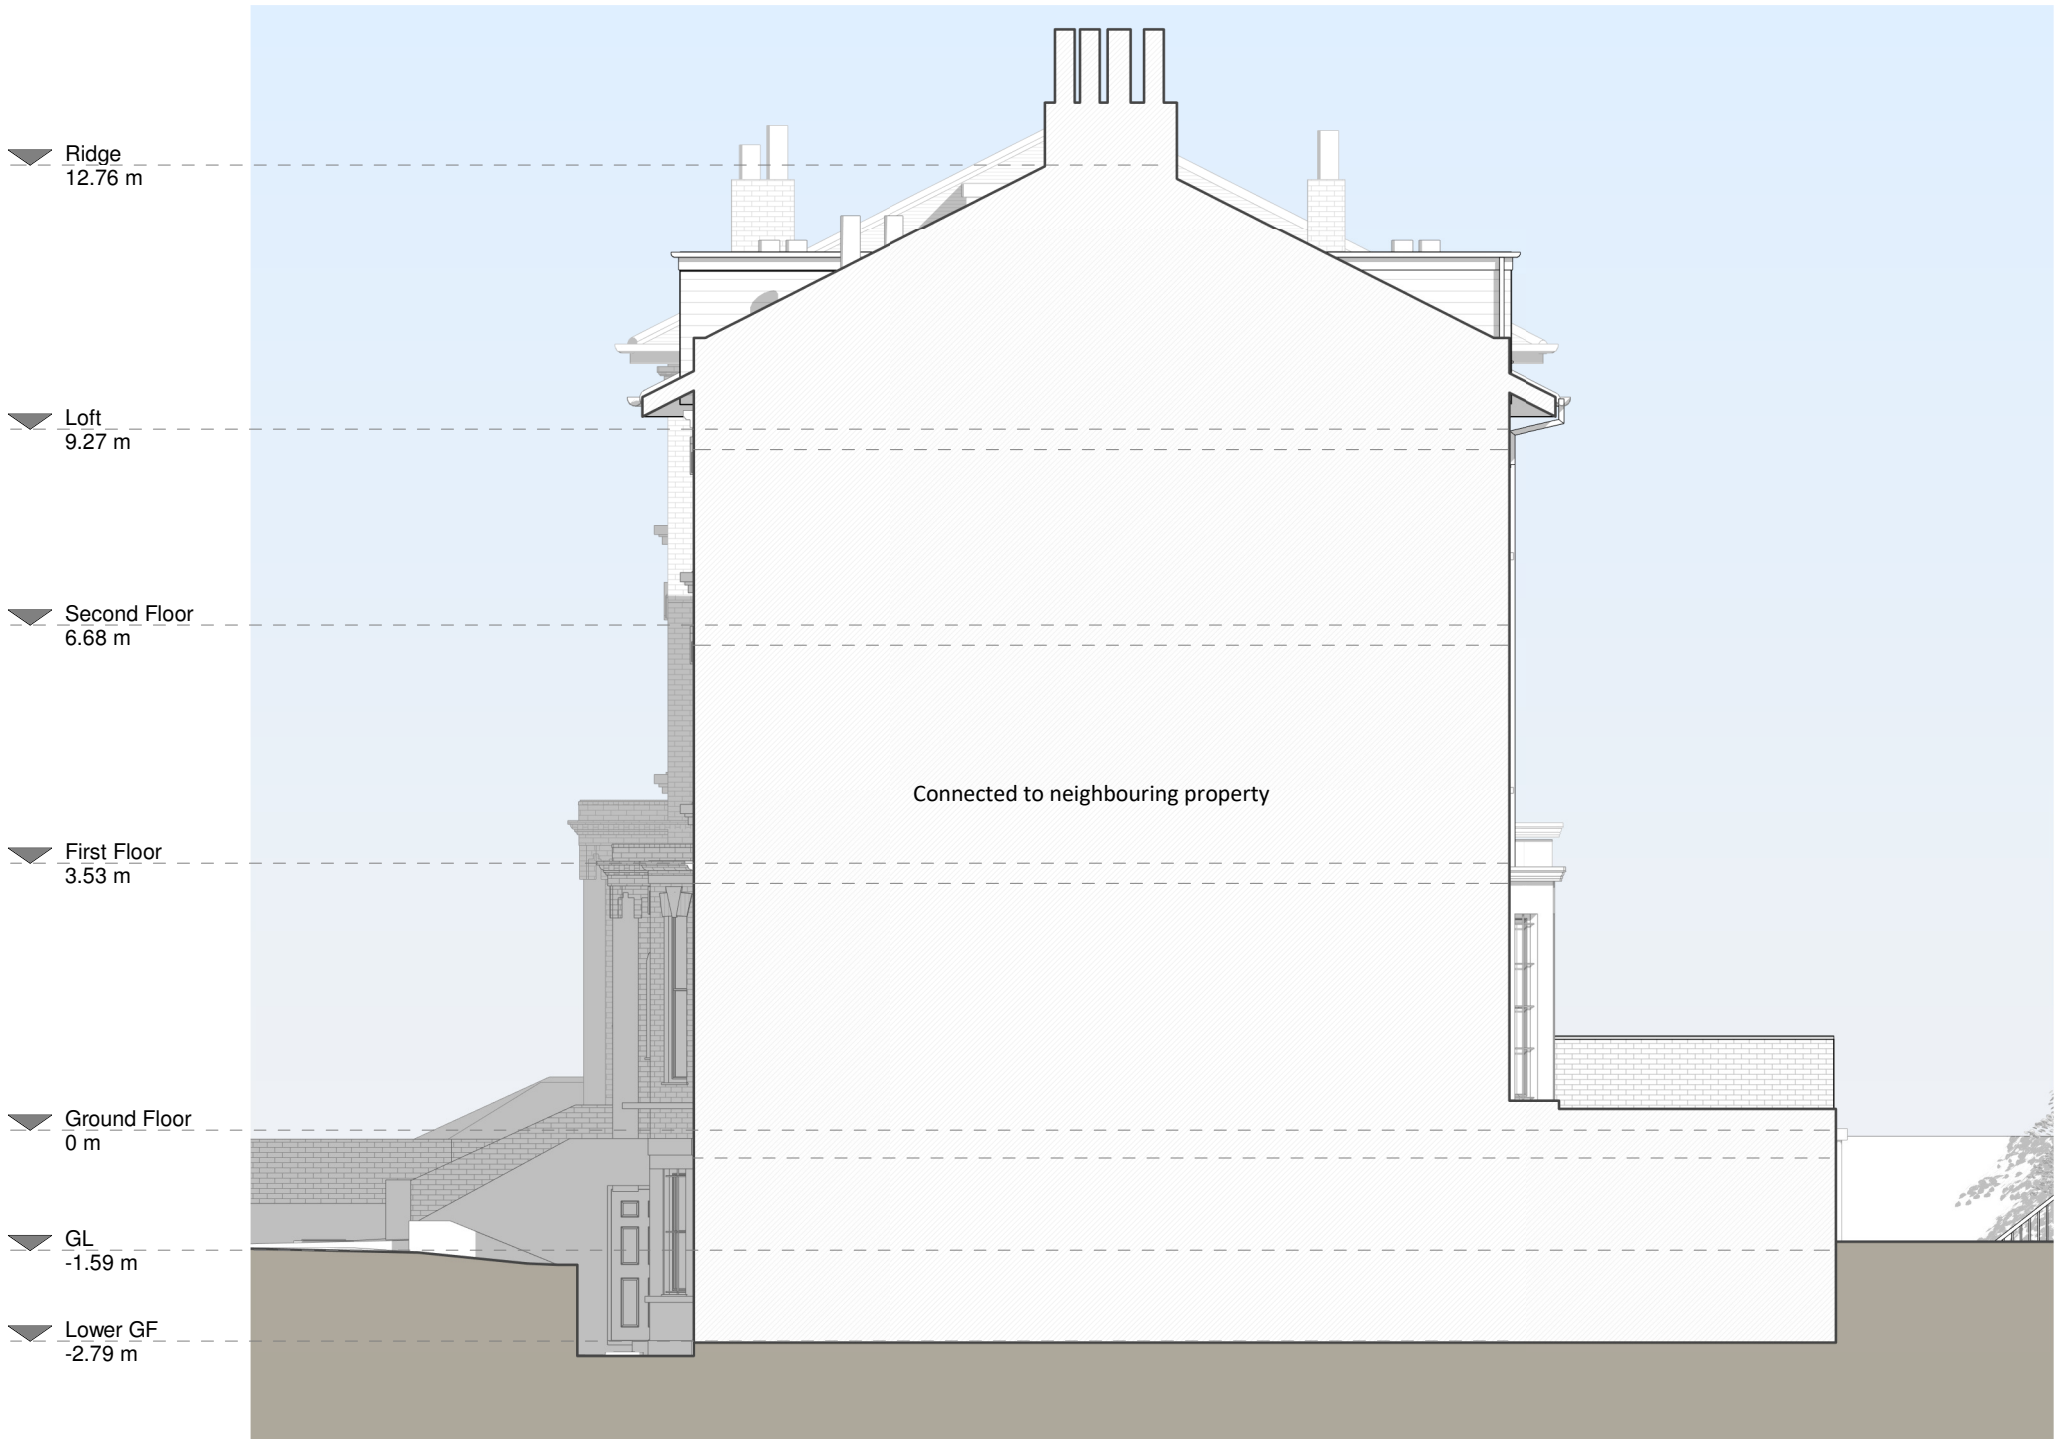 Ridge
12.76 m
Loft
9.27 m
Second Floor
6.68 m
Connected to neighbouring property
First Floor
3.53 m
Ground Floor
0 m
GL
-1.59 m
Lower GF
-2.79 m